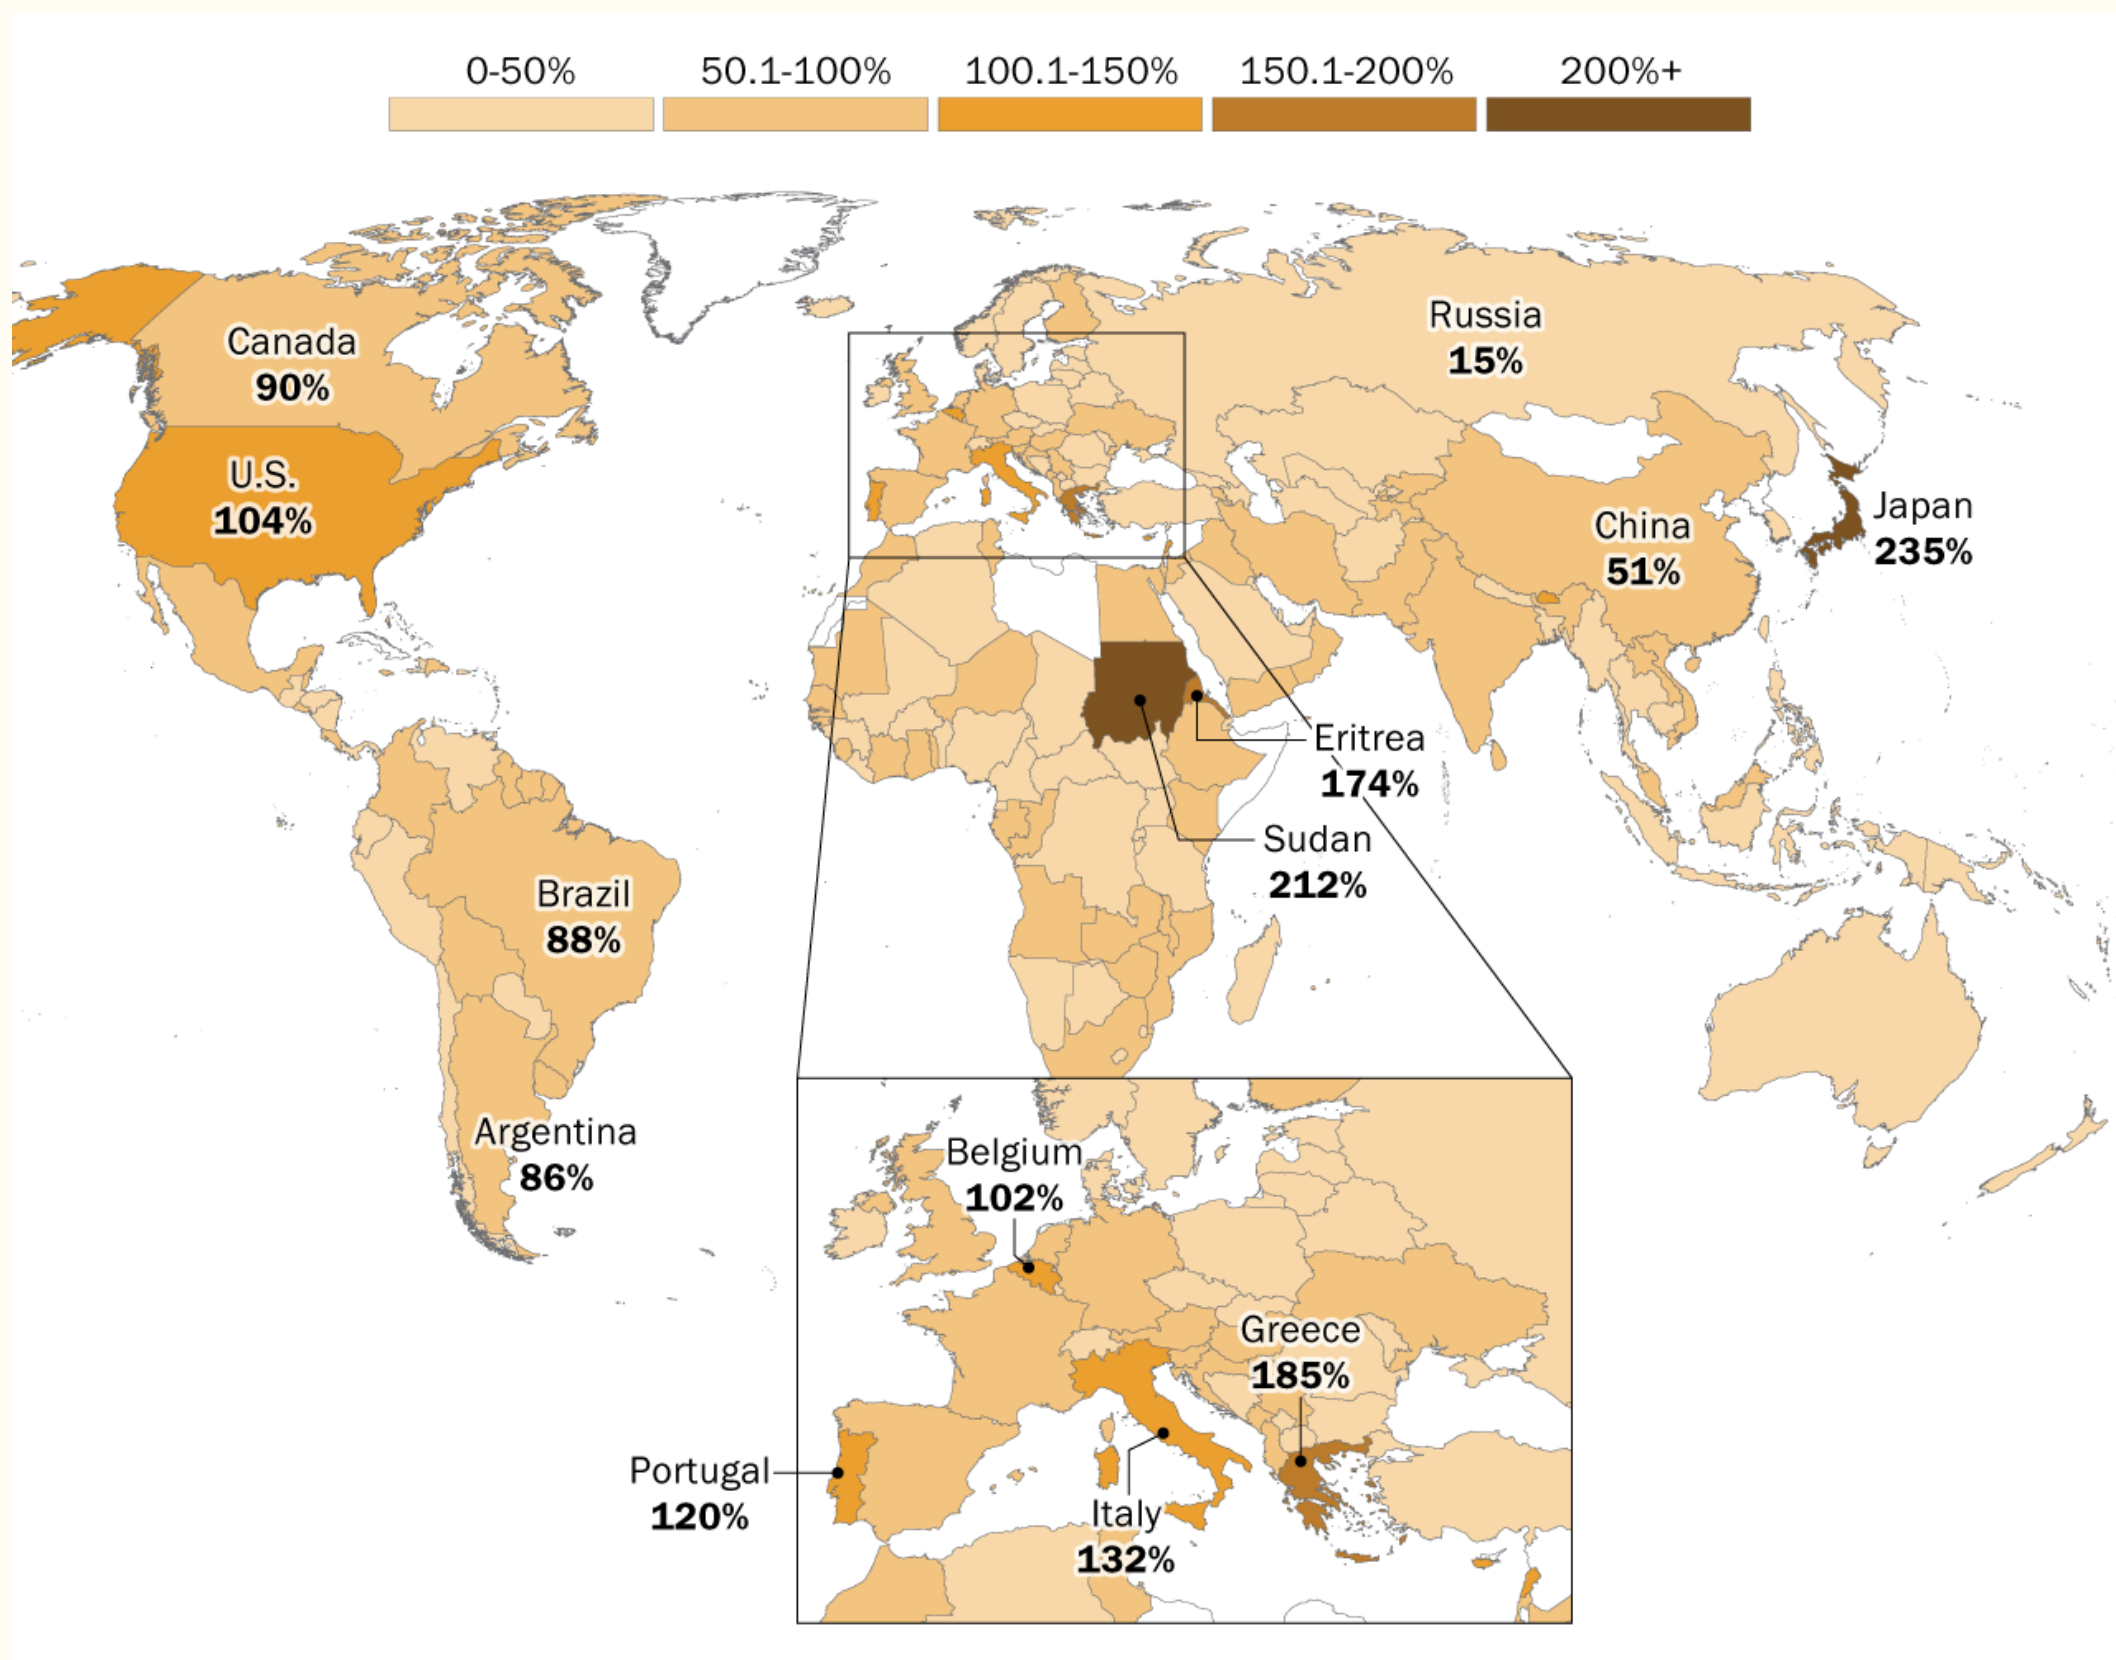 0-50%
50.1-100%
100.1-150%
150.1-200%
200%+
Canada
90%
U.S.
104%
Russia
15%
China
51%
Japan
235%
Eritrea
174%
Sudan
212%
Brazil
88%
Argentina
86%
Belgium
102%
Greece
185%
Portugal
120%
Italy
132%